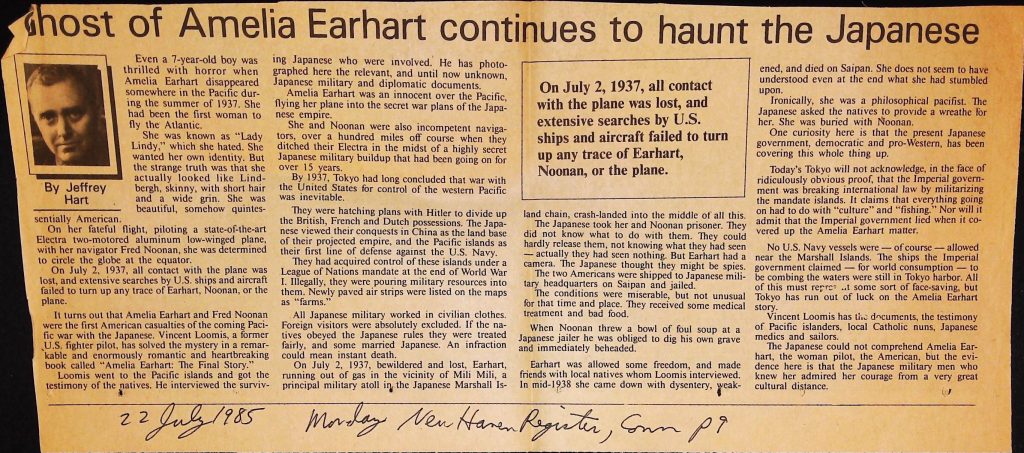 Ghost of Amelia Earhart continues to haunt the Japanese
By Jeffrey
Hart
Even a 7-year-old boy was
thrilled with horror when
Amelia Earhart disappeared
somewhere in the Pacific dur-
ing the summer of 1937. She
had been the first woman to
fly the Atlantic.
She was known as "Lady
Lindy," which she hated. She
wanted her own identity. But
the strange truth was that she
actually looked like Lind-
bergh, skinny, with short hair
and a wide grin. She was
beautiful, somehow quintes-
sentially American.
On her fateful flight, piloting a state-of-the-art
Electra two-motored aluminum low-winged plane,
with her navigator Fred Noonan, she was determined
to circle the globe at the equator.
On July 2, 1937, all contact with the plane was
lost, and extensive searches by U.S. ships and aircraft
failed to turn up any trace of Earhart, Noonan, or the
plane.
It turns out that Amelia Earhart and Fred Noonan
were the first American casualties of the coming Paci-
fic war with the Japanese. Vincent Loomis, a former
U.S. fighter pilot, has solved the mystery in a remar-
kable and enormously romantic and heartbreaking
book called "Amelia Earhart: The Final Story."
Loomis went to the Pacific islands and got the
testimony of the natives. He interviewed the surviv-
ing Japanese who were involved. He has photo-
graphed here the relevant, and until now unknown,
Japanese military and diplomatic documents.
Amelia Earhart was an innocent over the Pacific,
flying her plane into the secret war plans of the Japa-
nese empire.
She and Noonan were also incompetent naviga-
tors, over a hundred miles off course when they
ditched their Electra in the midst of a highly secret
Japanese military buildup that had been going on for
over 15 years.
By 1937, Tokyo had long concluded that war with
the United States for control of the western Pacific
was inevitable.
They were hatching plans with Hitler to divide up
the British, French and Dutch possessions. The Japa-
nese viewed their conquests in China as the land base
of their projected empire, and the Pacific islands as
their first line of defense against the U.S. Navy.
They had acquired control of these islands under a
League of Nations mandate at the end of World War
I. Illegally, they were pouring military resources into
them. Newly paved air strips were listed on the maps
as "farms."
All Japanese military worked in civilian clothes.
Foreign visitors were absolutely excluded. If the na-
tives obeyed the Japanese rules they were treated
fairly, and some married Japanese. An infraction
could mean instant death.
On July 2, 1937, bewildered and lost, Earhart,
running out of gas in the vicinity of Mili Mili, a
principal military atoll in the Japanese Marshall Is-
On July 2, 1937, all contact
with the plane was lost, and
extensive searches by U.S.
ships and aircraft failed to turn
up any trace of Earhart,
Noonan, or the plane.
land chain, crash-landed into the middle of all this.
The Japanese took her and Noonan prisoner. They
did not know what to do with them. They could
hardly release them, not knowing what they had seen
— actually they had seen nothing. But Earhart had a
camera. The Japanese thought they might be spies.
The two Americans were shipped to Japanese mili-
tary headquarters on Saipan and jailed.
The conditions were miserable, but not unusual
for that time and place. They received some medical
treatment and bad food.
When Noonan threw a bowl of foul soup at a
Japanese jailer he was obliged to dig his own grave
and immediately beheaded.
Earhart was allowed some freedom, and made
friends with local natives whom Loomis interviewed.
In mid-1938 she came down with dysentery, weak-
ened, and died on Saipan. She does not seem to have
understood even at the end what she had stumbled
upon.
Ironically, she was a philosophical pacifist. The
Japanese asked the natives to provide a wreathe for
her. She was buried with Noonan.
One curiosity here is that the present Japanese
government, democratic and pro-Western, has been
covering this whole thing up.
Today's Tokyo will not acknowledge, in the face of
ridiculously obvious proof, that the Imperial govern-
ment was breaking international law by militarizing
the mandate islands. It claims that everything going
on had to do with "culture" and "fishing." Nor will it
admit that the Imperial government lied when it co-
vered up the Amelia Earhart matter.
No U.S. Navy vessels were — of course — allowed
near the Marshall Islands. The ships the Imperial
government claimed — for world consumption — to
be combing the waters were still in Tokyo harbor. All
of this must some sort of face-saving, but
Tokyo has run out of luck on the Amelia Earhart
story.
Vincent Loomis has the documents, the testimony
of Pacific islanders, local Catholic nuns, Japanese
medics and sailors.
The Japanese could not comprehend Amelia Ear-
hart, the woman pilot, the American, but the evi-
dence here is that the Japanese military men who
knew her admired her courage from a very great
cultural distance.
22 July 1985 Monday New Haven Register, Conn p9